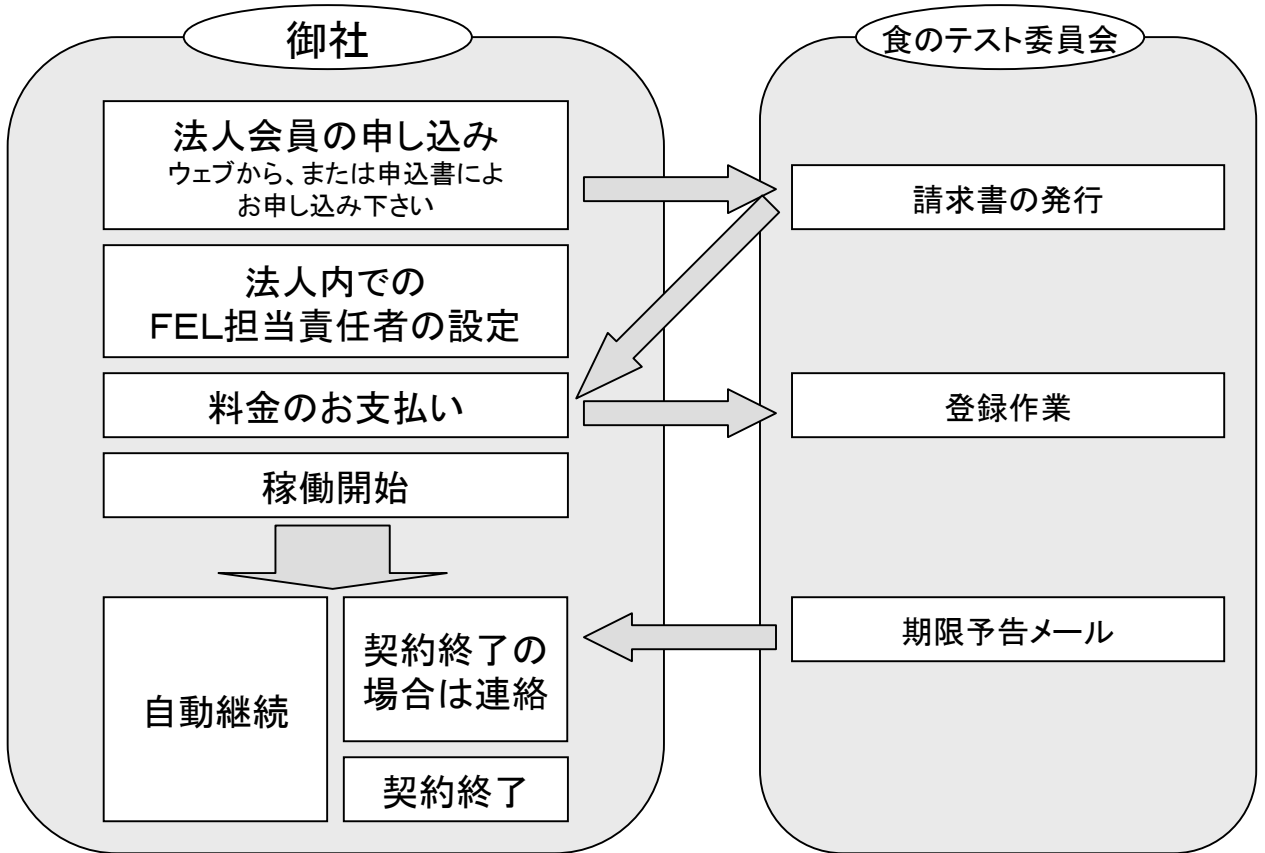 御社
法人会員の申し込み
ウェブから、または申込書によ
お申し込み下さい
法人内での
FEL担当責任者の設定
料金のお支払い
稼働開始
自動継続
契約終了の
場合は連絡
契約終了
食のテスト委員会
請求書の発行
登録作業
期限予告メール